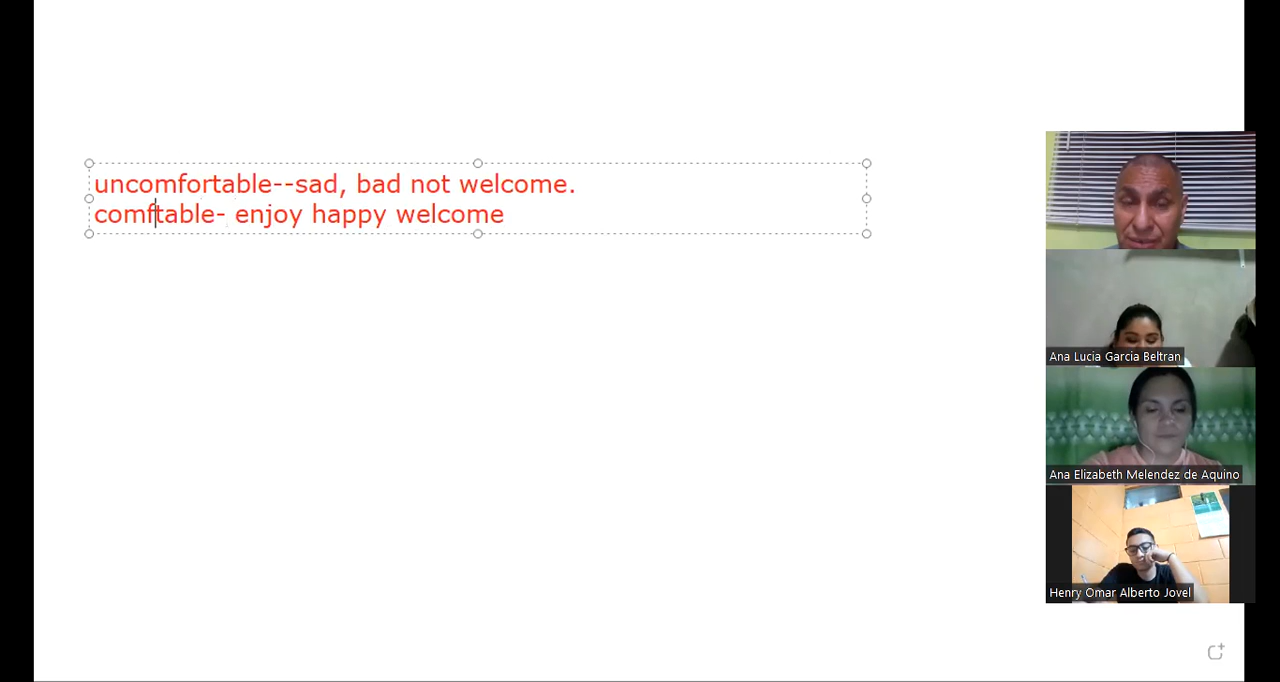 uncomfortable--sad, bad not welcome.
comftable- enjoy happy welcome
Ana Lucia Garcia Beltran
Ana Elizabeth Melendez de Aquino
Henry Omar Alberto Jovel